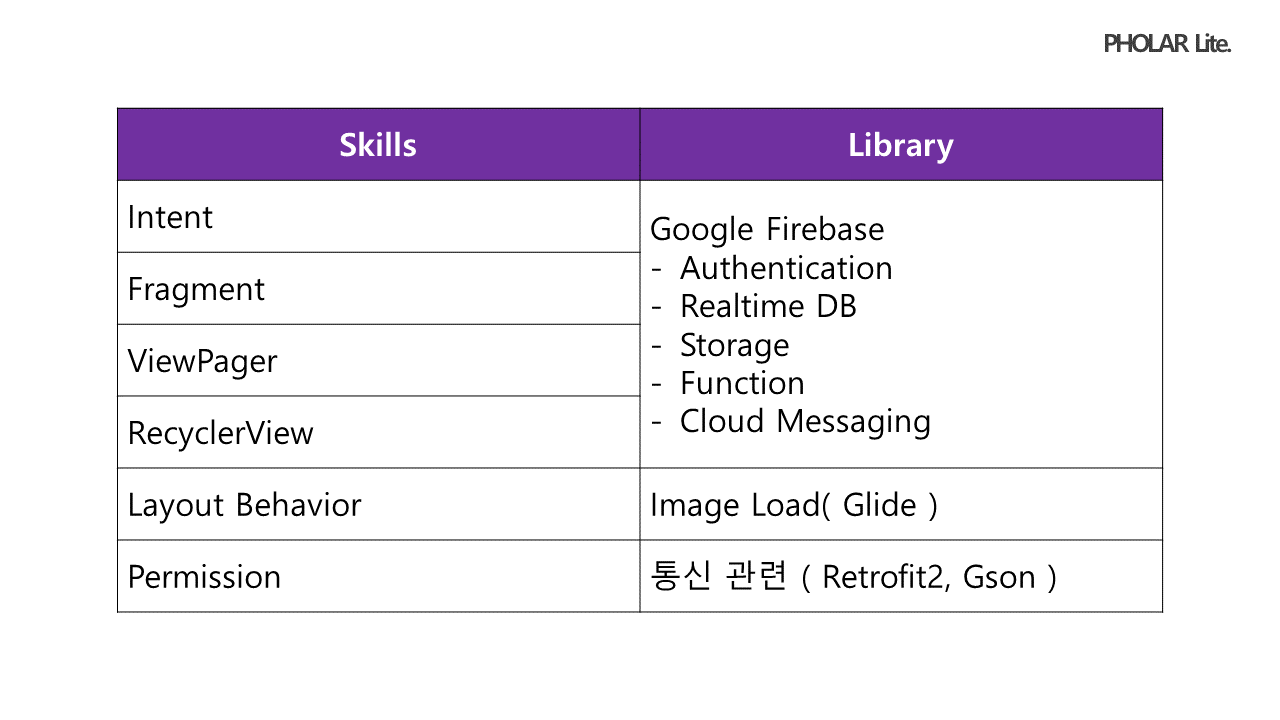 PHOLAR Lite.
Skills
Library
Intent
Fragment
ViewPager
RecyclerView
Google Firebase
- Authentication
- Realtime DB
- Storage
- Function
- Cloud Messaging
Layout Behavior
Image Load( Glide )
Permission
통신 관련 ( Retrofit2, Gson )